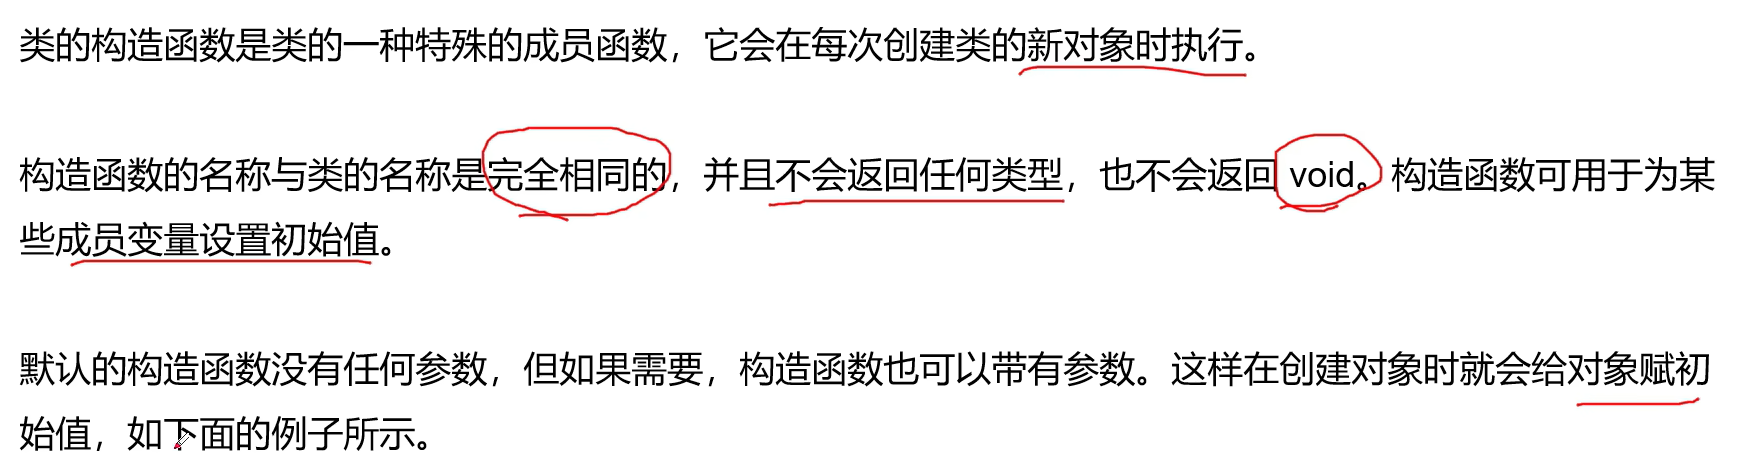 类的构造函数是类的一种特殊的成员函数，它会在每次创建类的新对象时执行。
构造函数的名称与类的名称是完全相同的，并且不会返回任何类型，也不会返回 void。构造函数可用于为某
些成员变量设置初始值。
默认的构造函数没有任何参数，但如果需要，构造函数也可以带有参数。这样在创建对象时就会给对象赋初
始值，如下面的例子所示。